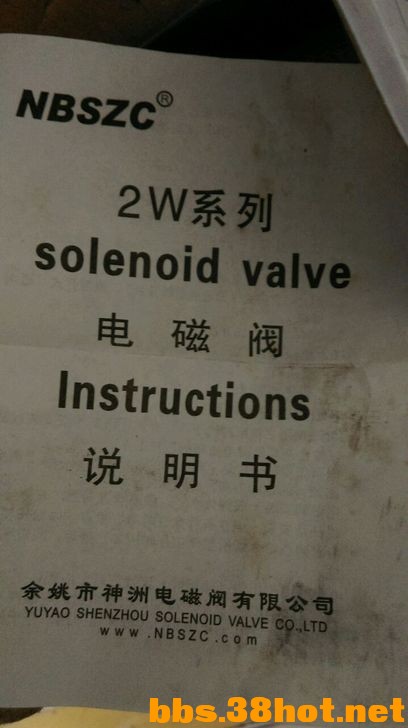 NBSZC®
2W系列
solenoid valve
电磁阀
Instructions
说明书
余姚市神洲电磁阀有限公司
YUYAO SHENZHOU SOLENOID VALVE CO.,LTD
www.NBSZC.com
bbs.38hot.net